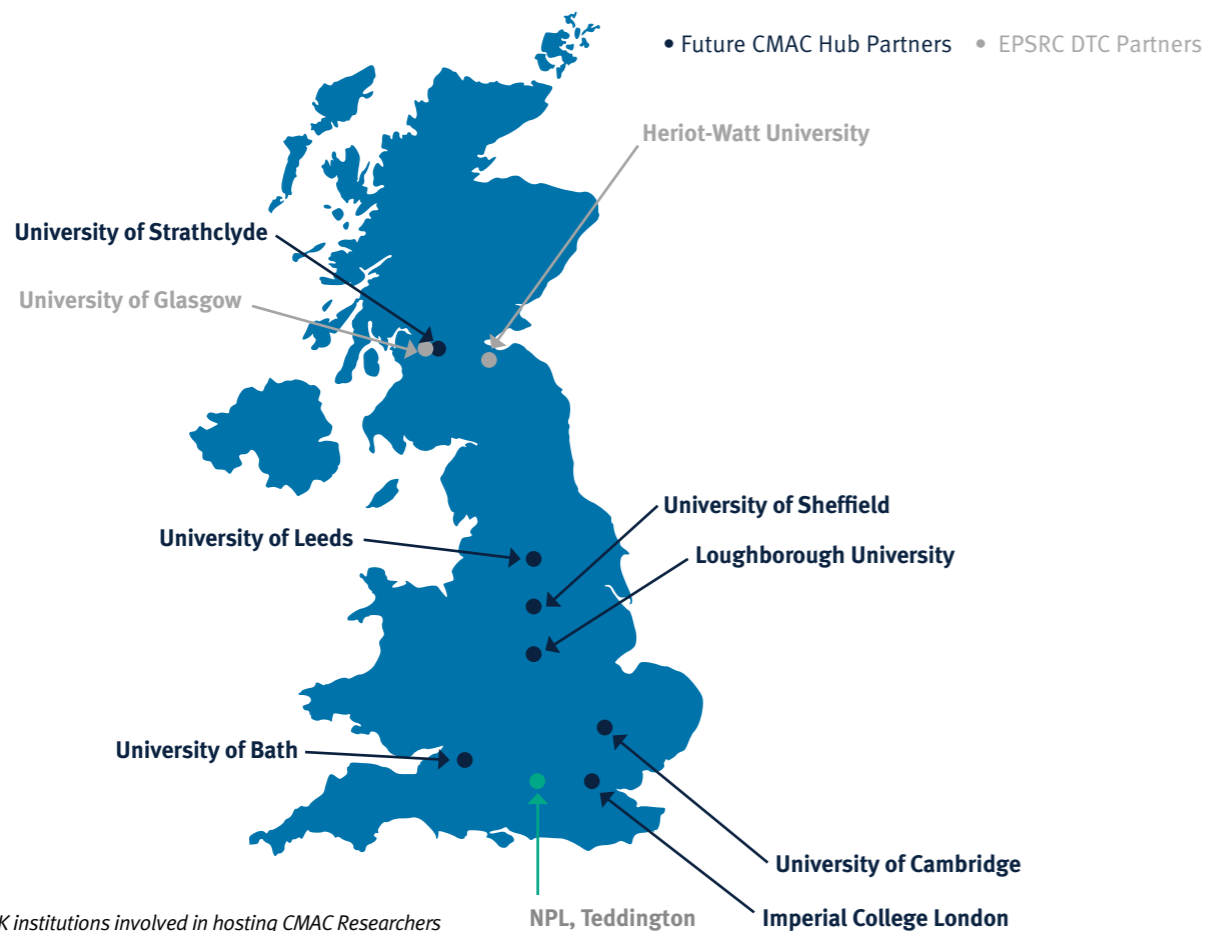 • Future CMAC Hub Partners • EPSRC DTC Partners
Heriot-Watt University
University of Strathclyde
University of Glasgow
University of Sheffield
University of Leeds
Loughborough University
University of Bath
University of Cambridge
NPL, Teddington
Imperial College London
K institutions involved in hosting CMAC Researchers